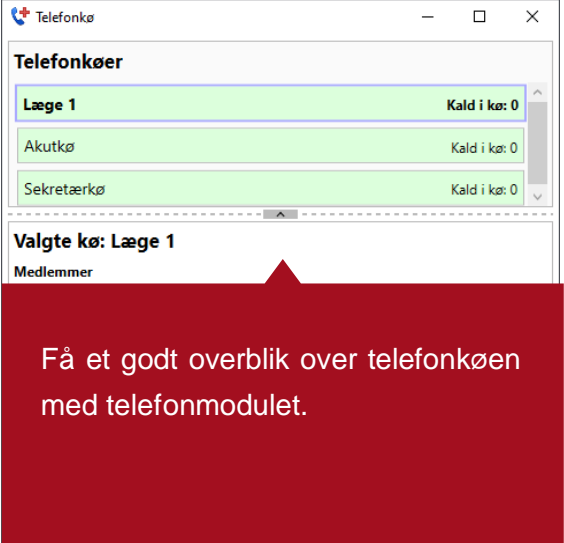 Telefonkø
Telefonkøer
Læge 1 Kald i kø: 0
Akutkø Kald i kø: 0
Sekretærkø Kald i kø: 0
Valgte kø: Læge 1
Medlemmer
Få et godt overblik over telefonkøen
med telefonmodulet.